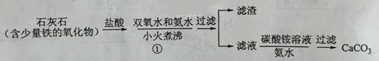 石灰石
(含少量铁的氧化物)
盐酸
双氧水和氨水
小火煮沸
①
过滤
滤渣
滤液
碳酸铵溶液
氨水
过滤
CaCO₃